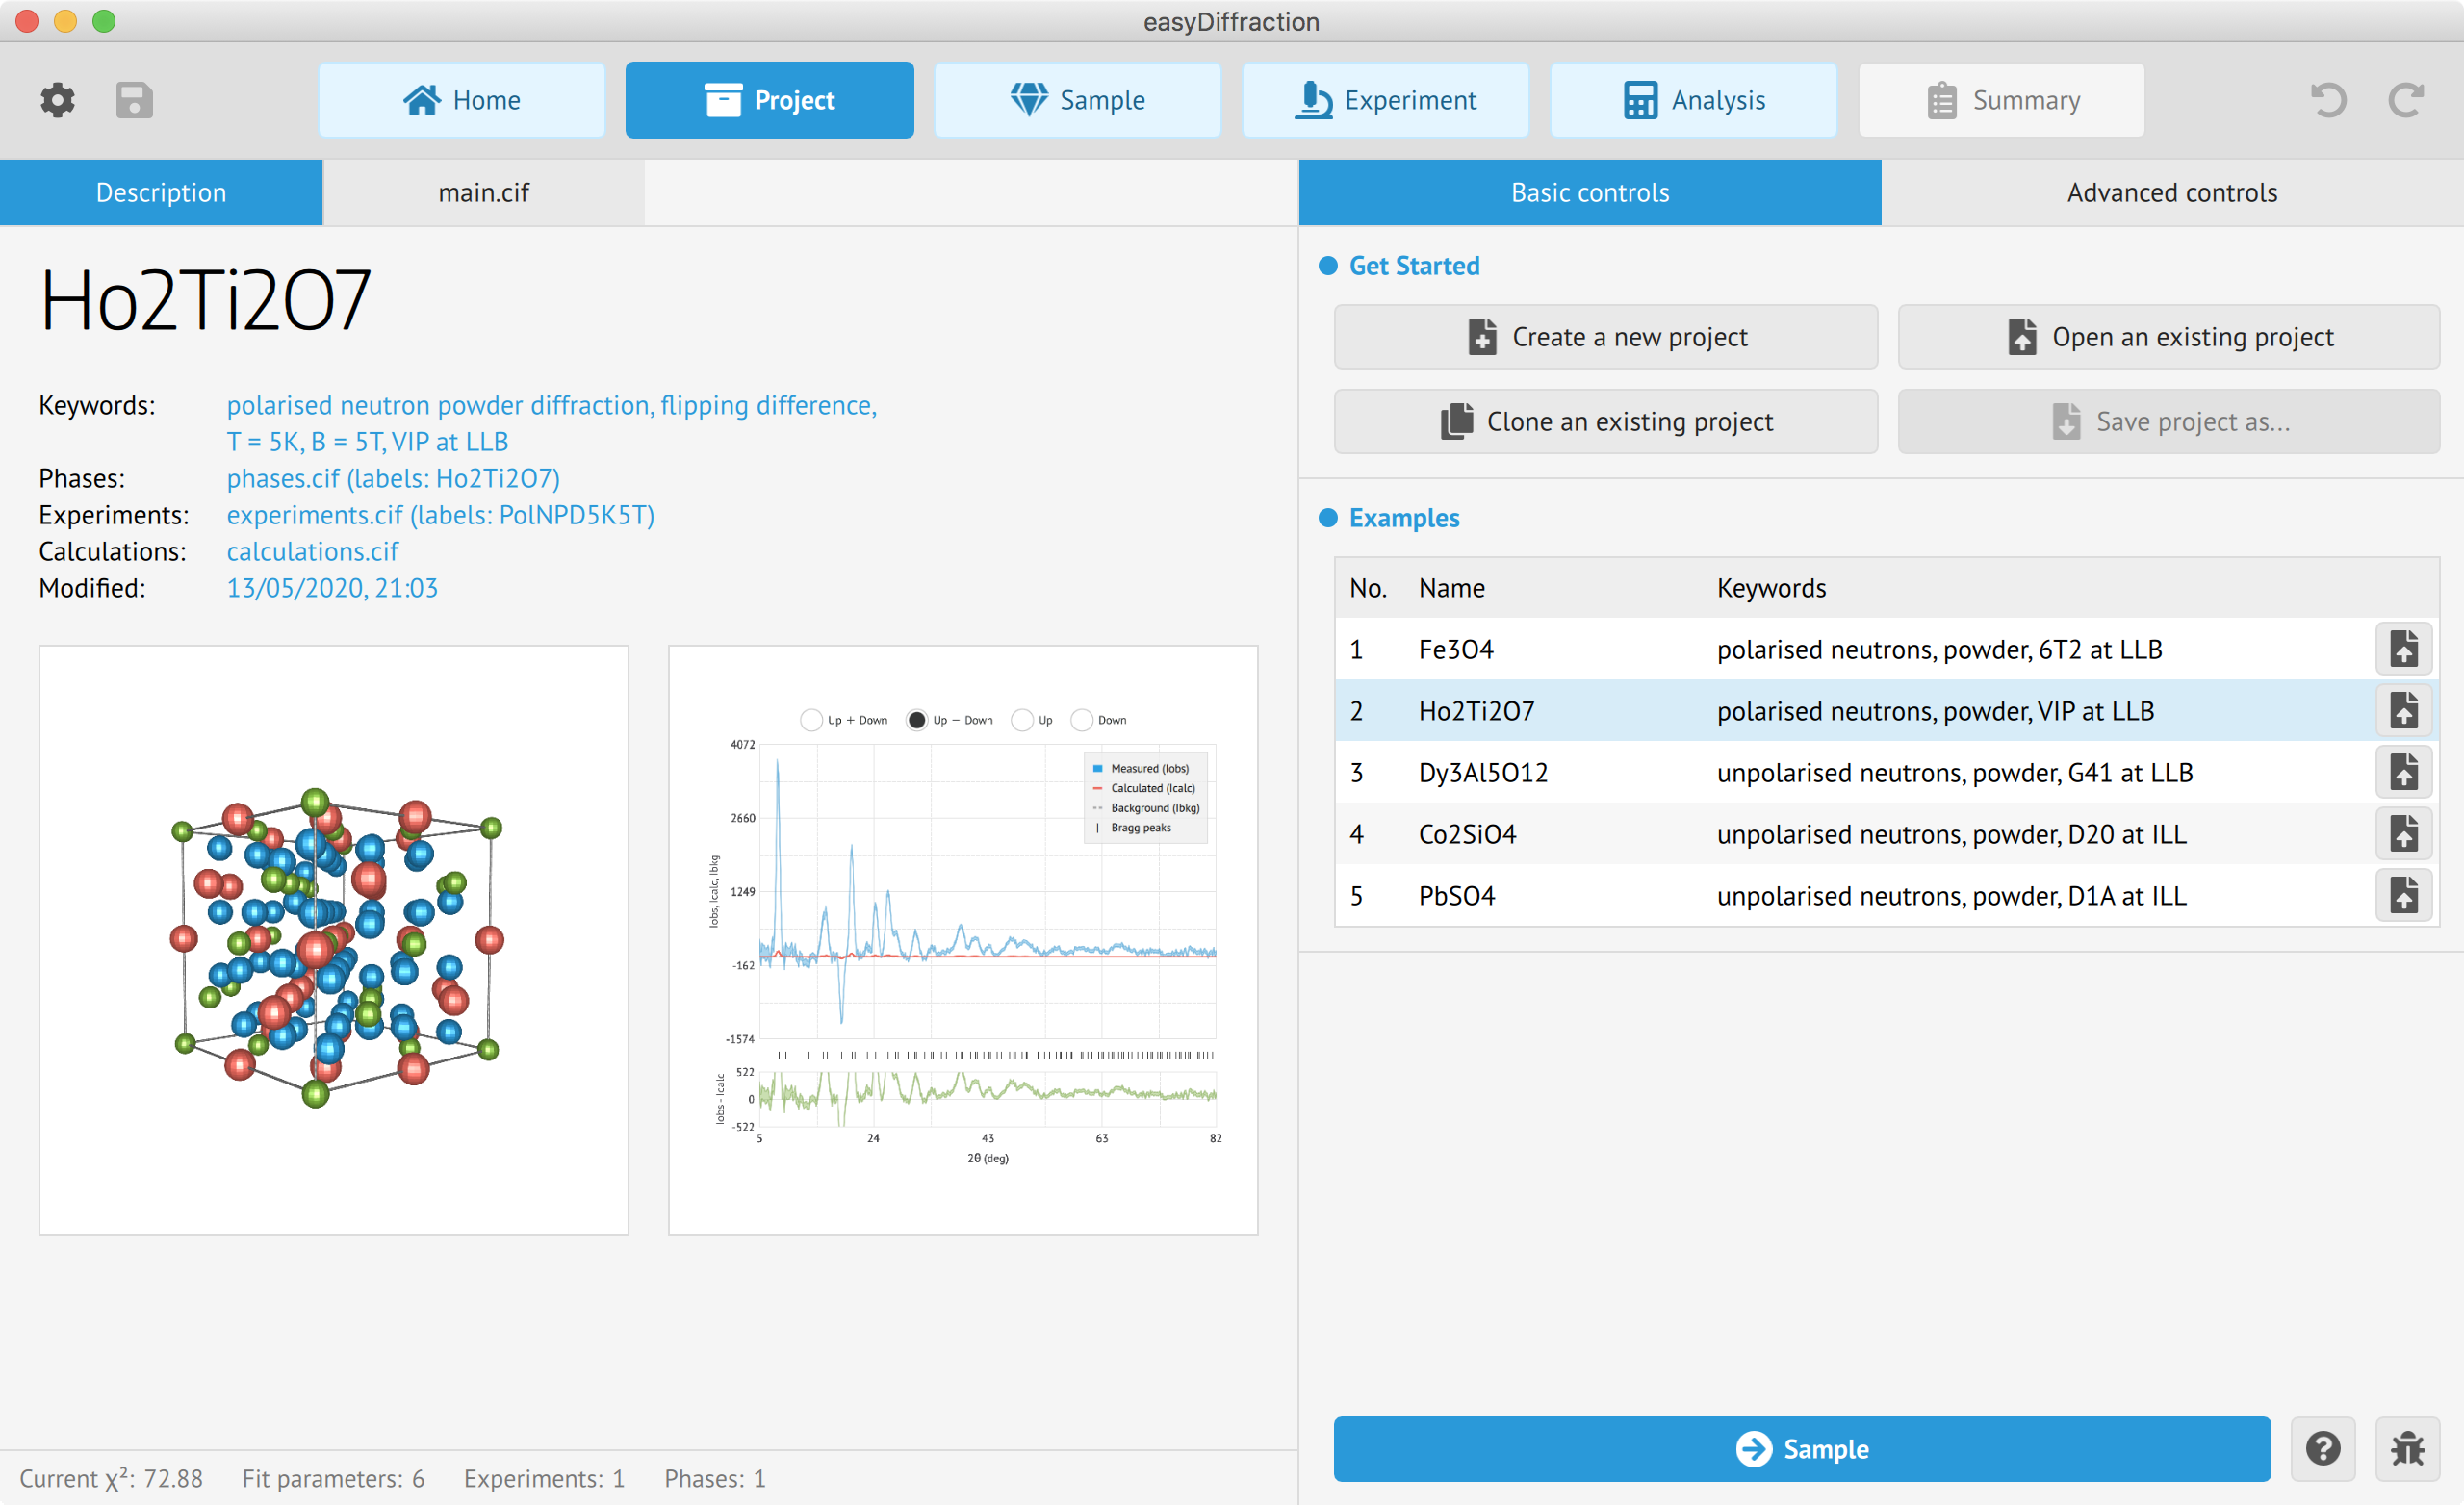 easyDiffraction
Home
Project
Sample
Experiment
Analysis
Summary
Description
main.cif
Basic controls
Advanced controls
Ho2Ti2O7
Keywords: polarised neutron powder diffraction, flipping difference,
T = 5K, B = 5T, VIP at LLB
Phases: phases.cif (labels: Ho2Ti2O7)
Experiments: experiments.cif (labels: PolNPD5K5T)
Calculations: calculations.cif
Modified: 13/05/2020, 21:03
Up + Down
Up − Down
Up
Down
4072
2660
1249
-162
-1574
Iobs, Icalc, Ibkg
Measured (Iobs)
Calculated (Icalc)
Background (Ibkg)
Bragg peaks
522
0
-522
Iobs - Icalc
5 24 43 63 82
2θ (deg)
Current χ²: 72.88
Fit parameters: 6
Experiments: 1
Phases: 1
Get Started
Create a new project
Open an existing project
Clone an existing project
Save project as...
Examples
No. Name Keywords
1 Fe3O4 polarised neutrons, powder, 6T2 at LLB
2 Ho2Ti2O7 polarised neutrons, powder, VIP at LLB
3 Dy3Al5O12 unpolarised neutrons, powder, G41 at LLB
4 Co2SiO4 unpolarised neutrons, powder, D20 at ILL
5 PbSO4 unpolarised neutrons, powder, D1A at ILL
Sample